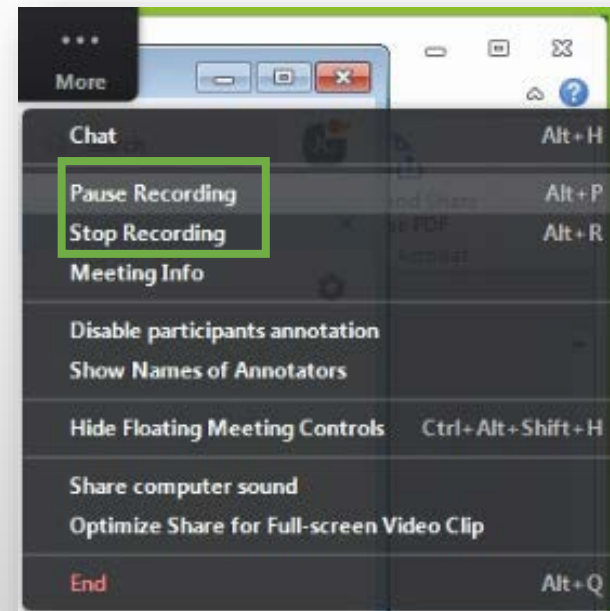 •••
More
Chat Alt+H
Pause Recording Alt+P
Stop Recording Alt+R
Meeting Info
Disable participants annotation
Show Names of Annotators
Hide Floating Meeting Controls Ctrl+Alt+Shift+H
Share computer sound
Optimize Share for Full-screen Video Clip
End Alt+Q